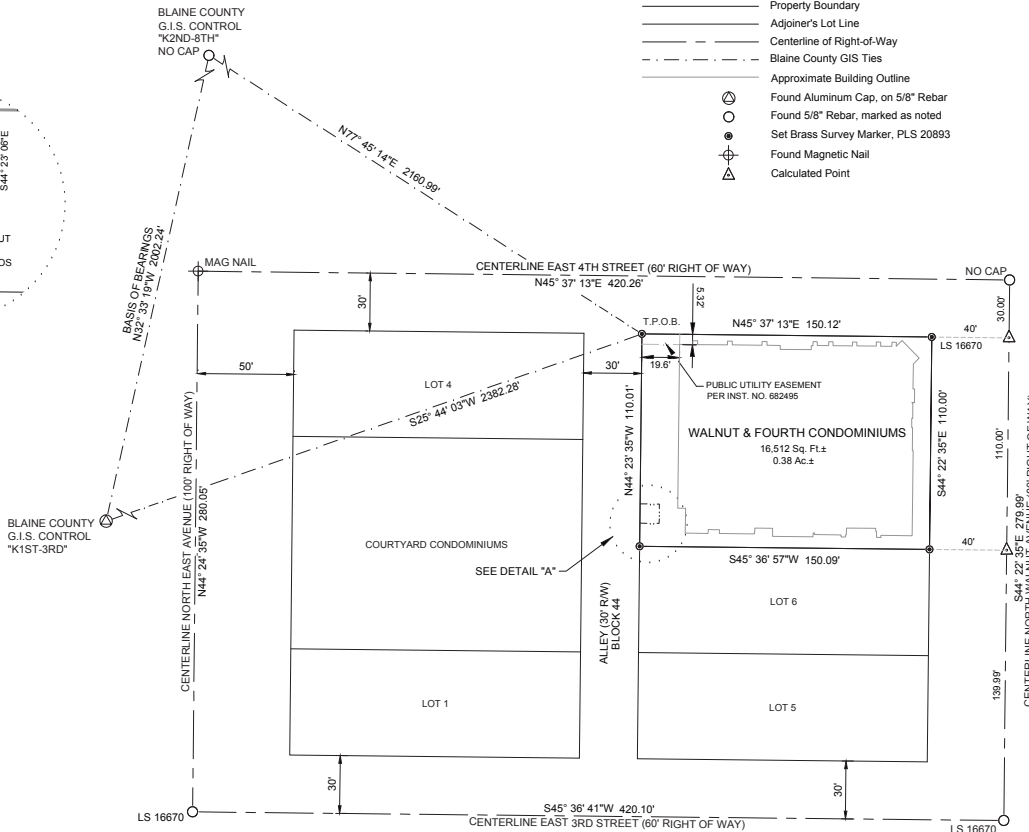 BLAINE COUNTY
G.I.S. CONTROL
"K2ND-8TH"
NO CAP
Property Boundary
Adjoiner's Lot Line
Centerline of Right-of-Way
Blaine County GIS Ties
Approximate Building Outline
Found Aluminum Cap, on 5/8" Rebar
Found 5/8" Rebar, marked as noted
Set Brass Survey Marker, PLS 20893
Found Magnetic Nail
Calculated Point
S44° 23' 06"E
N77° 45' 14"E 2160.99'
BASIS OF BEARINGS
N32° 33' 19"W 2002.24'
MAG NAIL
CENTERLINE EAST 4TH STREET (60' RIGHT OF WAY)
N45° 37' 13"E 420.26'
NO CAP
30'
5.32'
30.00'
T.P.O.B.
N45° 37' 13"E 150.12'
40'
LS 16670
50'
30'
19.6'
LOT 4
PUBLIC UTILITY EASEMENT
PER INST. NO. 682495
S25° 44' 03"W 2382.28'
WALNUT & FOURTH CONDOMINIUMS
16,512 Sq. Ft.±
0.38 Ac.±
N44° 23' 35"W 110.01'
S44° 22' 35"E 110.00'
110.00'
CENTERLINE NORTH EAST AVENUE (100' RIGHT OF WAY)
N44° 24' 35"W 280.05'
BLAINE COUNTY
G.I.S. CONTROL
"K1ST-3RD"
COURTYARD CONDOMINIUMS
SEE DETAIL "A"
40'
S45° 36' 57"W 150.09'
S44° 22' 35"E 279.99'
CENTERLINE NORTH WALNUT AVENUE
LOT 6
ALLEY (30' R/W)
BLOCK 44
139.99'
LOT 1
LOT 5
30'
30'
LS 16670
S45° 36' 41"W 420.10'
CENTERLINE EAST 3RD STREET (60' RIGHT OF WAY)
LS 16670